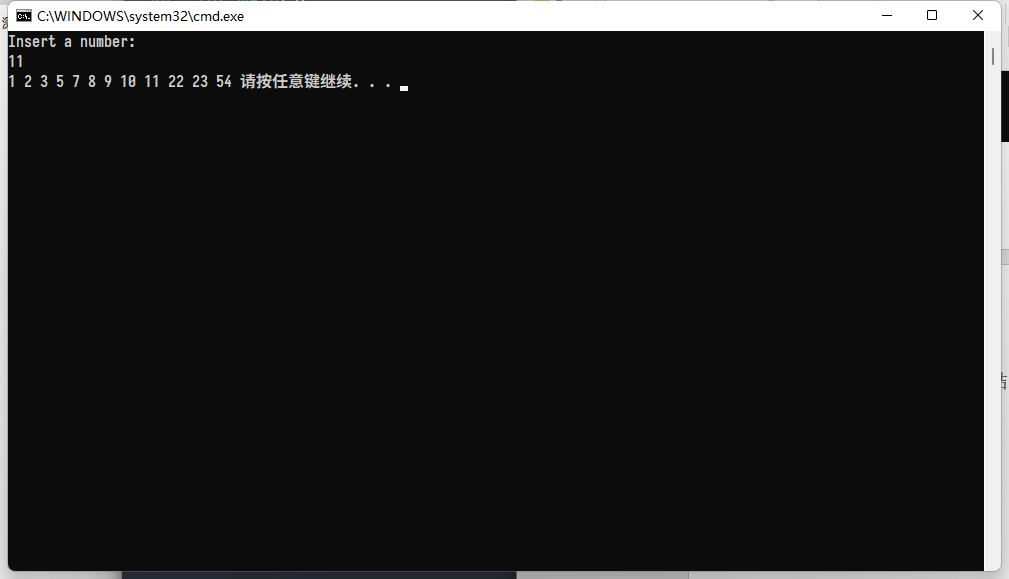 C:\WINDOWS\system32\cmd.exe
Insert a number:
11
1 2 3 5 7 8 9 10 11 22 23 54 请按任意键继续. . .